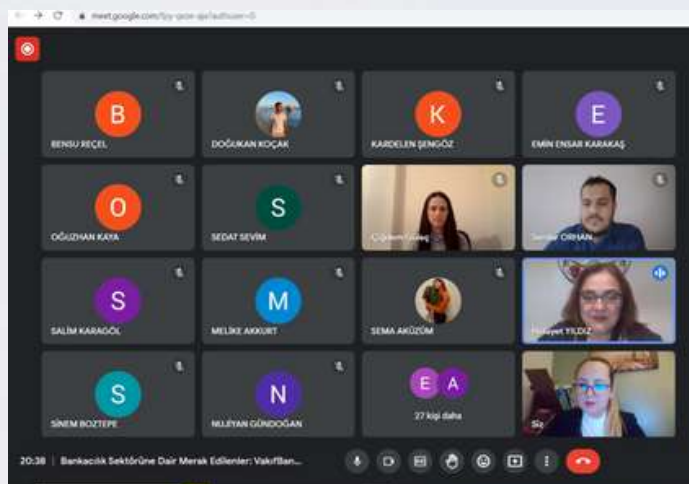 meet.google.com/
B
BENSU REÇEL
DOĞUKAN KOÇAK
K
KARDELEN ŞENGÖZ
E
EMİN ENSAR KARAKAŞ
O
OĞUZHAN KAYA
S
SEDAT SEVİM
Çiğdem
Serdar ORHAN
S
SALİM KARAGÖL
M
MELİKE AKKURT
SEMA AKÜZÜM
Hidayet YILDIZ
S
SİNEM BOZTEPE
N
NUJİYAN GÜNDOĞAN
E A
27 kişi daha
Siz
20:38 | Bankacılık Sektörüne Dair Merak Edilenler: VakıfBan...